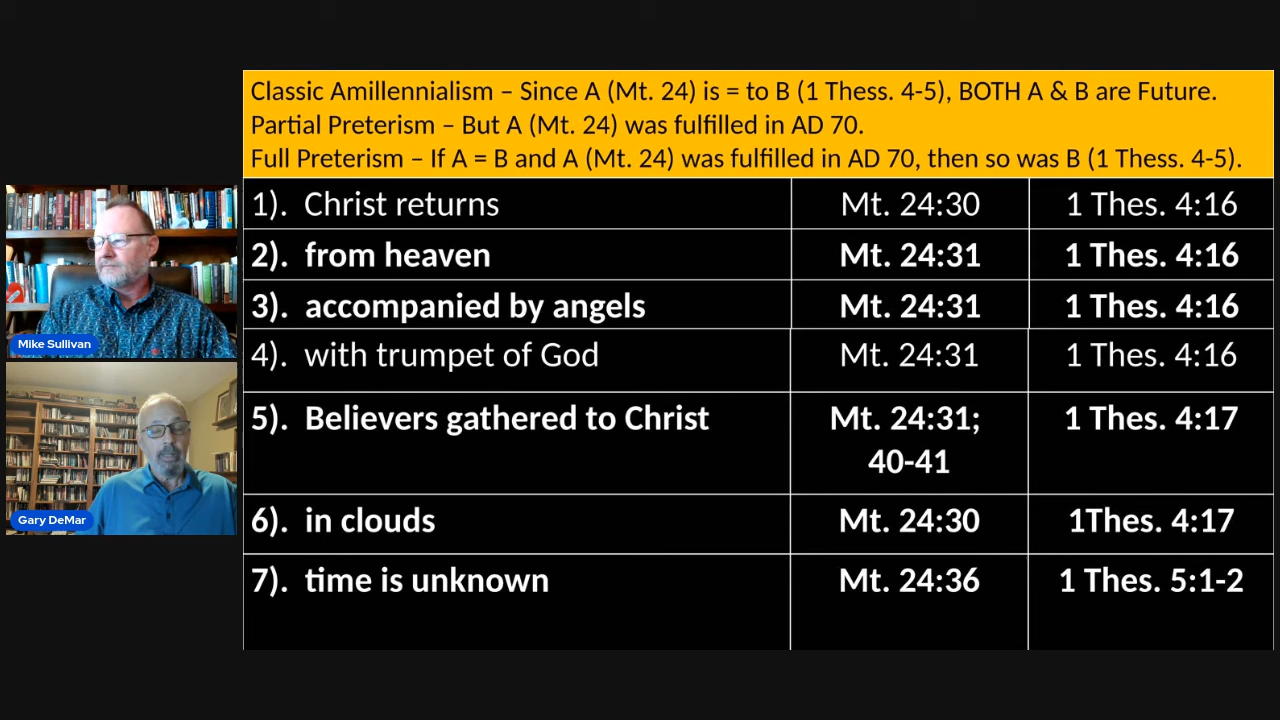 Classic Amillennialism – Since A (Mt. 24) is = to B (1 Thess. 4-5), BOTH A & B are Future.
Partial Preterism – But A (Mt. 24) was fulfilled in AD 70.
Full Preterism – If A = B and A (Mt. 24) was fulfilled in AD 70, then so was B (1 Thess. 4-5).
1). Christ returns Mt. 24:30 1 Thes. 4:16
2). from heaven Mt. 24:31 1 Thes. 4:16
3). accompanied by angels Mt. 24:31 1 Thes. 4:16
4). with trumpet of God Mt. 24:31 1 Thes. 4:16
5). Believers gathered to Christ Mt. 24:31; 1 Thes. 4:17
40-41
6). in clouds Mt. 24:30 1Thes. 4:17
7). time is unknown Mt. 24:36 1 Thes. 5:1-2
Mike Sullivan
Gary DeMar